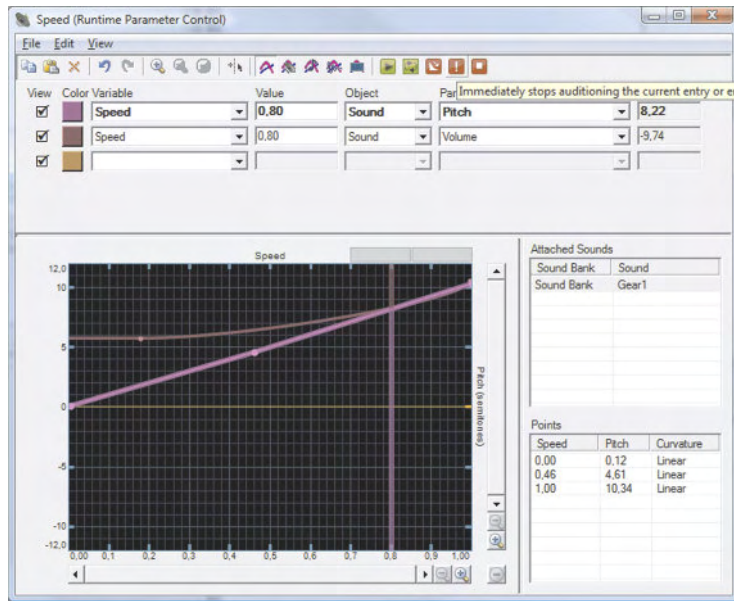 Speed (Runtime Parameter Control)
File Edit View
Immediately stops auditioning the current entry or e
View Color Variable Value Object Par
Speed 0,80 Sound Pitch 8,22
Speed 0,80 Sound Volume -9,74
Speed
12,0
10
5
0
-5
-10
-12,0
0,00 0,1 0,2 0,3 0,4 0,5 0,6 0,7 0,8 0,9 1,00
Pitch (semitones)
Attached Sounds
Sound Bank Sound
Sound Bank Gear1
Points
Speed Pitch Curvature
0,00 0,12 Linear
0,46 4,61 Linear
1,00 10,34 Linear